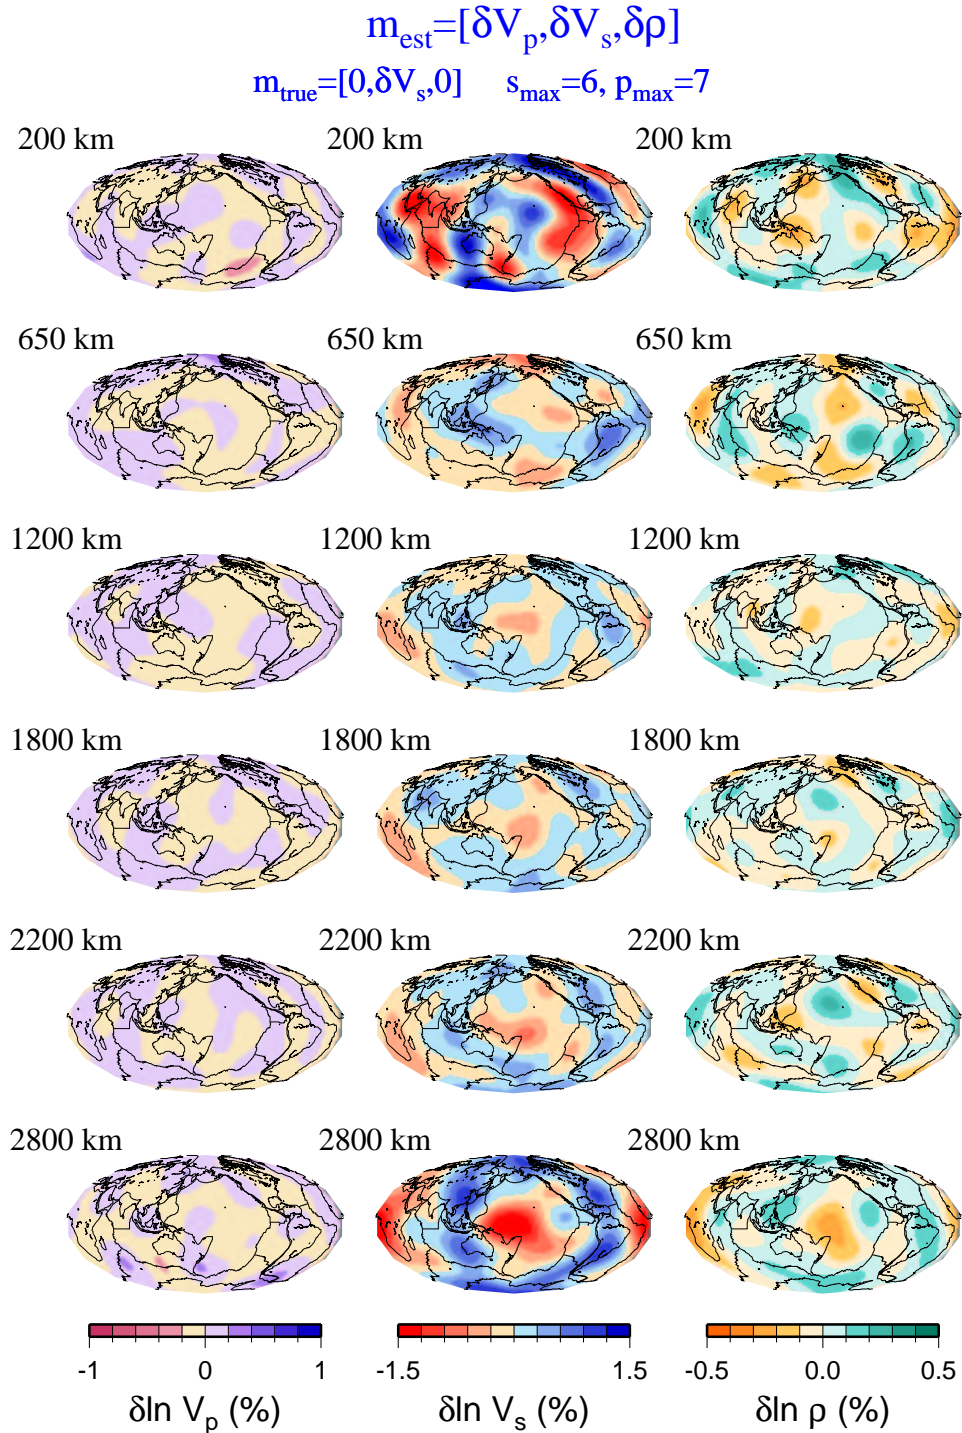 m_est=[δV_p,δV_s,δρ]
m_true=[0,δV_s,0] s_max=6, p_max=7
200 km 200 km 200 km
650 km 650 km 650 km
1200 km 1200 km 1200 km
1800 km 1800 km 1800 km
2200 km 2200 km 2200 km
2800 km 2800 km 2800 km
-1 0 1 -1.5 1.5 -0.5 0.0 0.5
δln V_p (%) δln V_s (%) δln ρ (%)